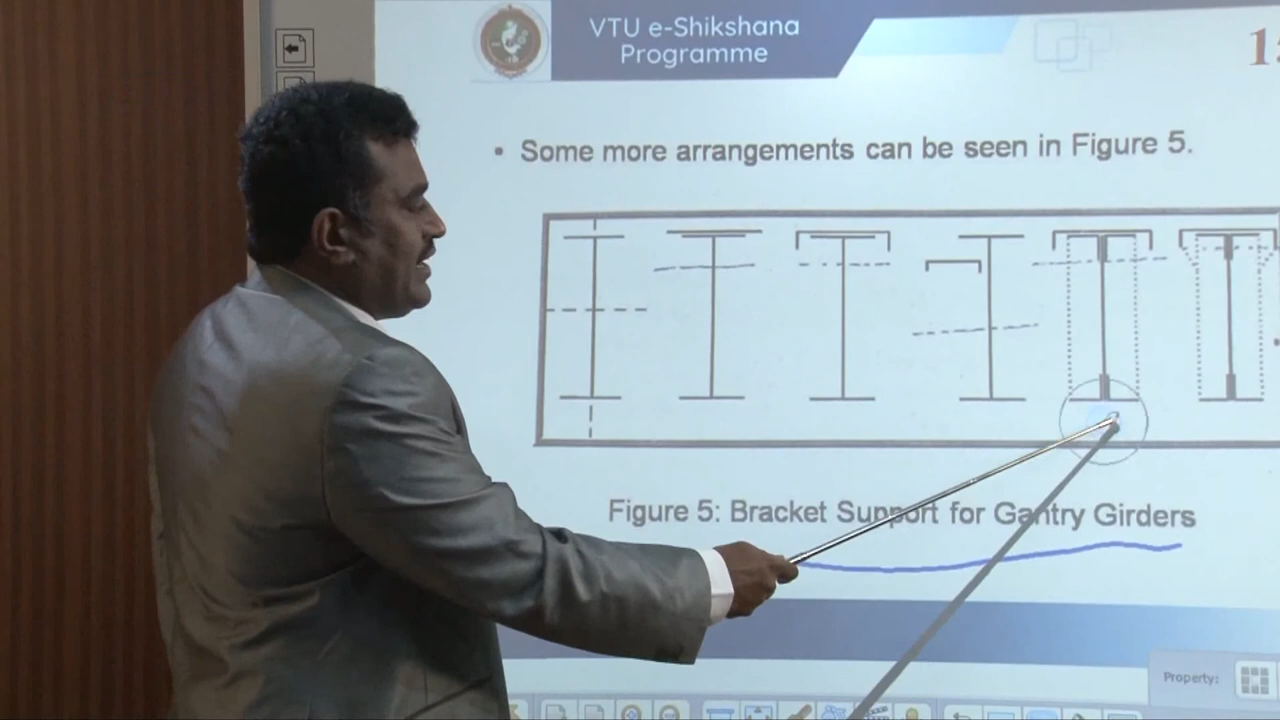 VTU e-Shikshana
Programme
• Some more arrangements can be seen in Figure 5.
Figure 5: Bracket Support for Gantry Girders
Property: